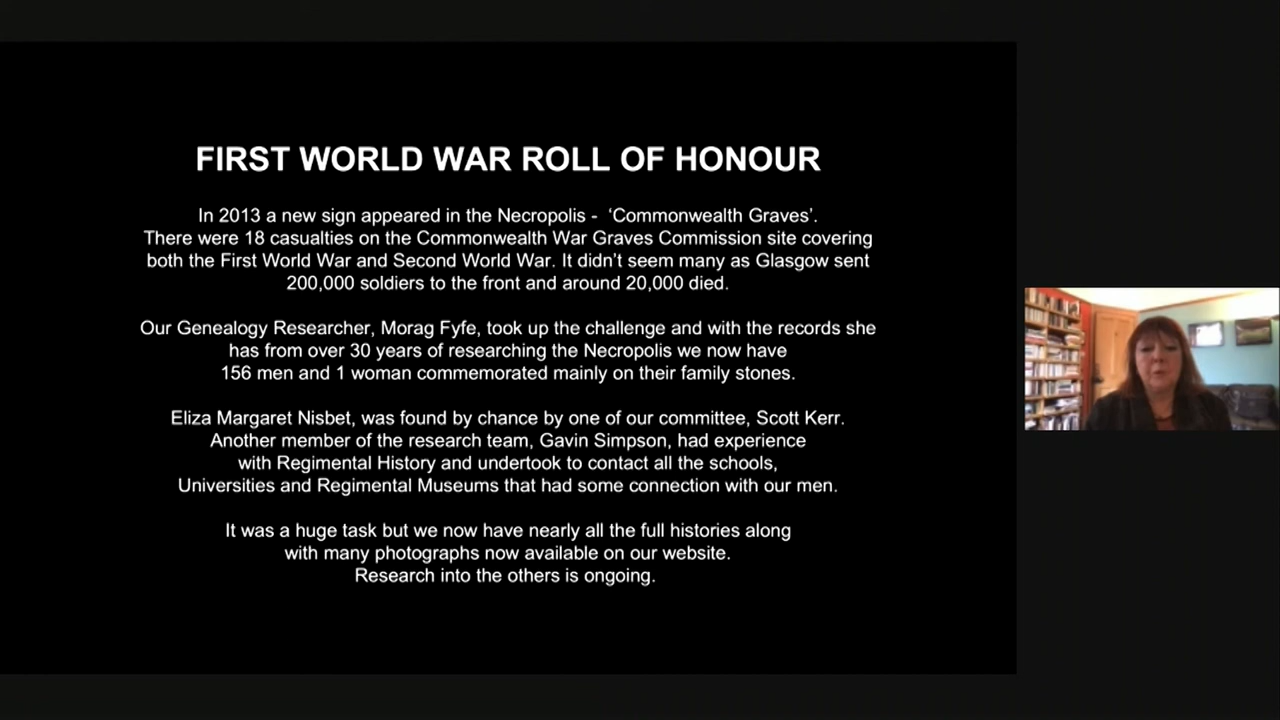 FIRST WORLD WAR ROLL OF HONOUR
In 2013 a new sign appeared in the Necropolis - ‘Commonwealth Graves’.
There were 18 casualties on the Commonwealth War Graves Commission site covering
both the First World War and Second World War. It didn’t seem many as Glasgow sent
200,000 soldiers to the front and around 20,000 died.
Our Genealogy Researcher, Morag Fyfe, took up the challenge and with the records she
has from over 30 years of researching the Necropolis we now have
156 men and 1 woman commemorated mainly on their family stones.
Eliza Margaret Nisbet, was found by chance by one of our committee, Scott Kerr.
Another member of the research team, Gavin Simpson, had experience
with Regimental History and undertook to contact all the schools,
Universities and Regimental Museums that had some connection with our men.
It was a huge task but we now have nearly all the full histories along
with many photographs now available on our website.
Research into the others is ongoing.